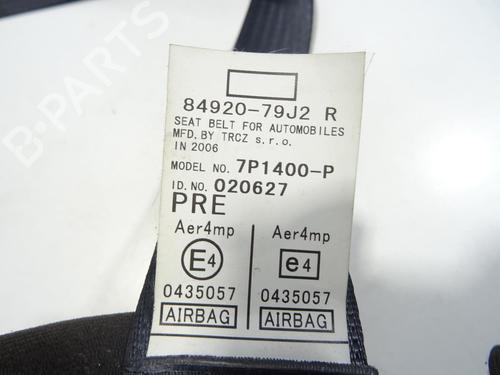 B-PARTS
84920-79J2 R
SEAT BELT FOR AUTOMOBILES
MFD. BY TRCZ s.r.o.
IN 2006
MODEL NO. 7P1400-P
ID. NO. 020627
PRE
Aer4mp Aer4mp
E4 e4
0435057 0435057
AIRBAG AIRBAG